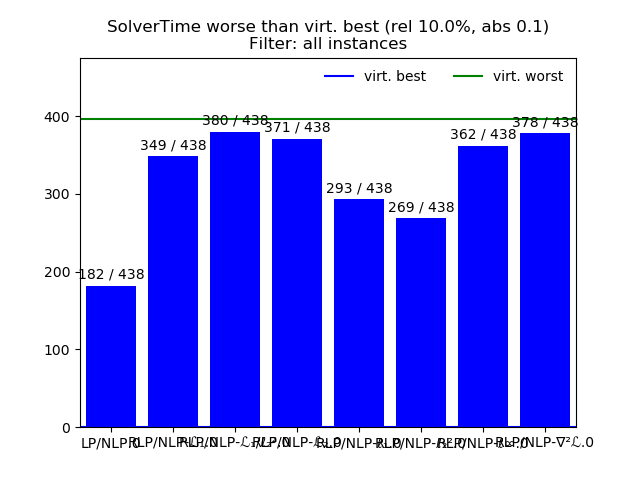 SolverTime worse than virt. best (rel 10.0%, abs 0.1)
Filter: all instances
virt. best
virt. worst
400
300
200
100
0
182 / 438
349 / 438
380 / 438
371 / 438
293 / 438
269 / 438
362 / 438
378 / 438
LP/NLP.0